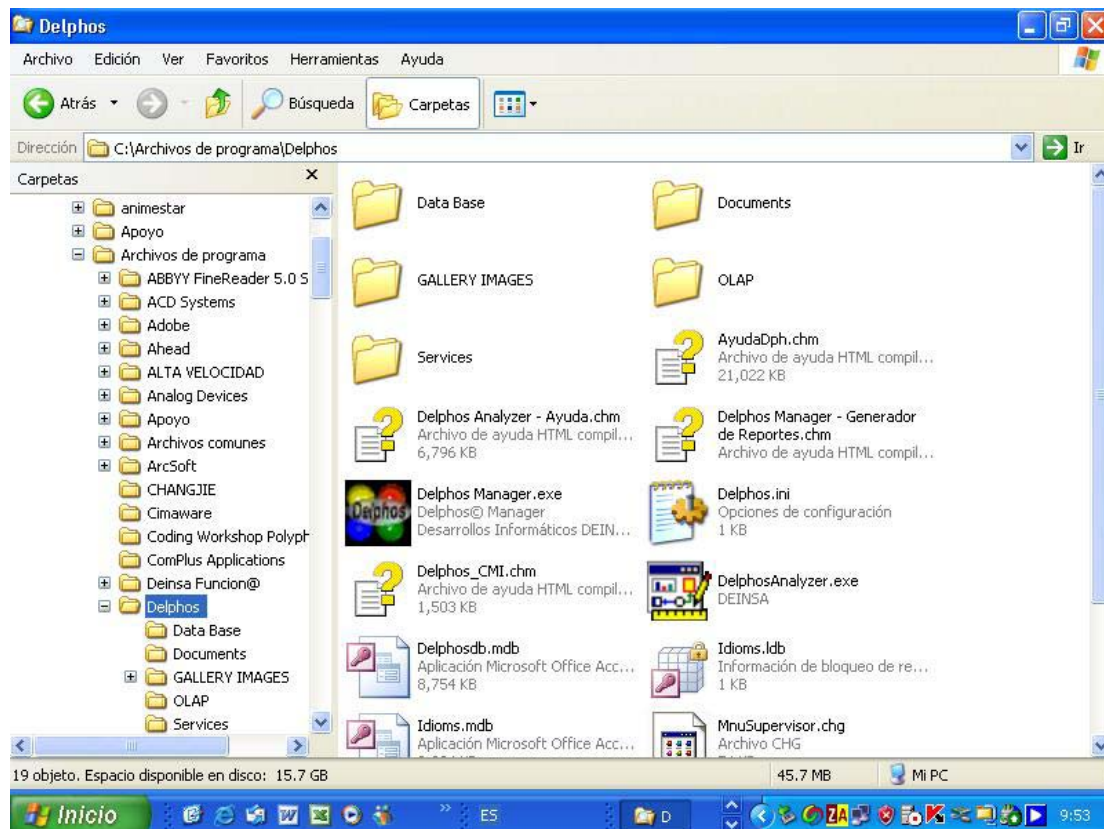 Delphos
Archivo Edición Ver Favoritos Herramientas Ayuda
Atrás Búsqueda Carpetas
Dirección C:\Archivos de programa\Delphos Ir
Carpetas
animestar
Apoyo
Archivos de programa
ABBYY FineReader 5.0 S
ACD Systems
Adobe
Ahead
ALTA VELOCIDAD
Analog Devices
Apoyo
Archivos comunes
ArcSoft
CHANGJIE
Cimaware
Coding Workshop Polyph
ComPlus Applications
Deinsa Funcion@
Delphos
Data Base
Documents
GALLERY IMAGES
OLAP
Services
Data Base
Documents
GALLERY IMAGES
OLAP
Services
AyudaDph.chm
Archivo de ayuda HTML compil...
21,022 KB
Delphos Analyzer - Ayuda.chm
Archivo de ayuda HTML compil...
6,796 KB
Delphos Manager - Generador
de Reportes.chm
Archivo de ayuda HTML compil...
Delphos
Delphos Manager.exe
Delphos© Manager
Desarrollos Informáticos DEIN...
Delphos.ini
Opciones de configuración
1 KB
Delphos_CMI.chm
Archivo de ayuda HTML compil...
1,503 KB
DelphosAnalyzer.exe
DEINSA
Delphosdb.mdb
Aplicación Microsoft Office Acc...
8,754 KB
Idioms.ldb
Información de bloqueo de re...
1 KB
Idioms.mdb
Aplicación Microsoft Office Acc...
MnuSupervisor.chg
Archivo CHG
19 objeto. Espacio disponible en disco: 15.7 GB 45.7 MB Mi PC
Inicio ES D 9:53